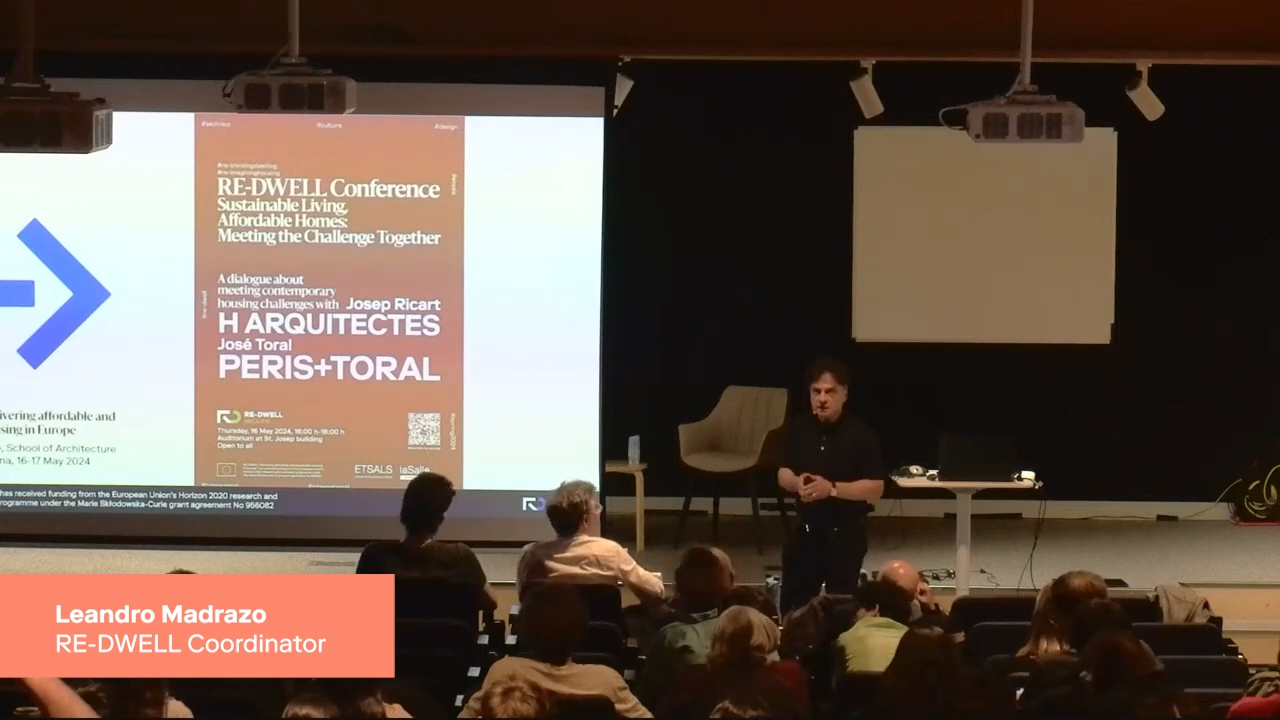 #technics
#culture
#design
#re-thinkingdwelling
#re-imagininghousing
RE-DWELL Conference
Sustainable Living,
Affordable Homes:
Meeting the Challenge Together
A dialogue about
meeting contemporary
housing challenges with Josep Ricart
H ARQUITECTES
José Toral
PERIS+TORAL
RE-DWELL
Thursday, 16 May 2024, 16:00 h-18:00 h
Auditorium at St. Josep building
Open to all
ETSALS laSalle
ivering affordable and
sing in Europe
, School of Architecture
na, 16-17 May 2024
has received funding from the European Union's Horizon 2020 research and
programme under the Marie Skłodowska-Curie grant agreement No 956082
Leandro Madrazo
RE-DWELL Coordinator